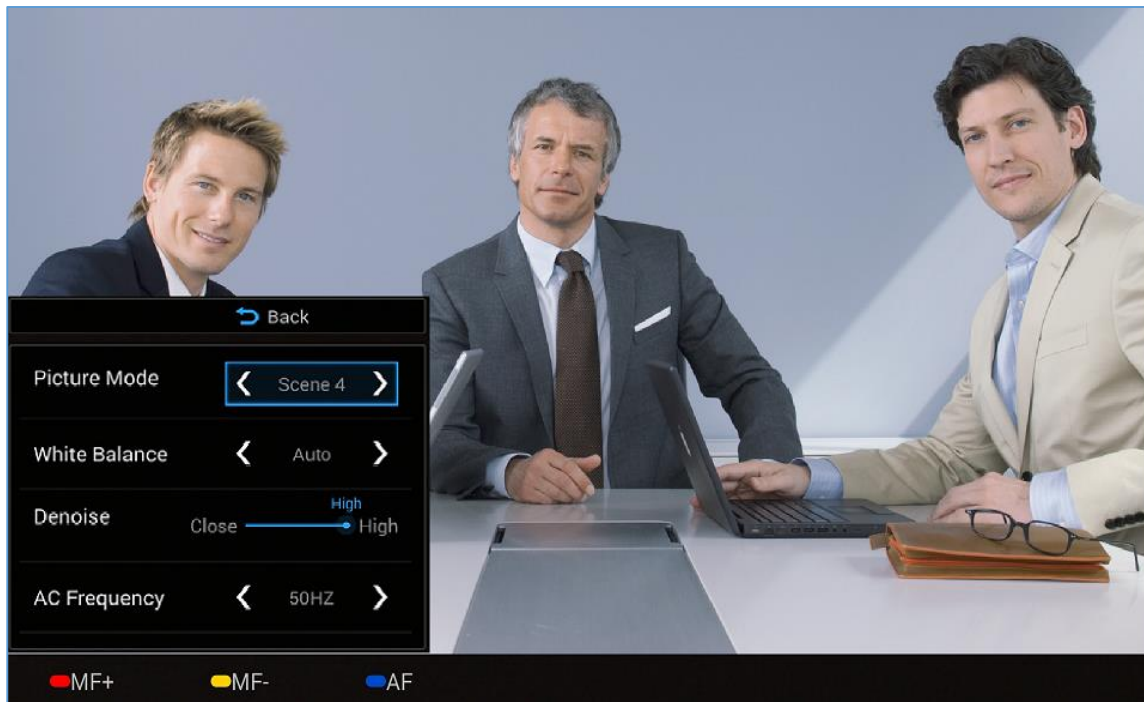 Back
Picture Mode Scene 4
White Balance Auto
High
Denoise Close High
AC Frequency 50HZ
MF+ MF- AF